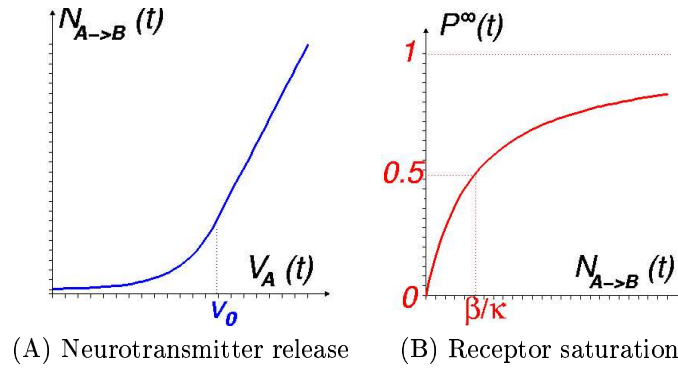 N_{A->B}(t)
V_A (t)
V_0
(A) Neurotransmitter release
P^∞(t)
1
0.5
0
N_{A->B}(t)
β/κ
(B) Receptor saturation